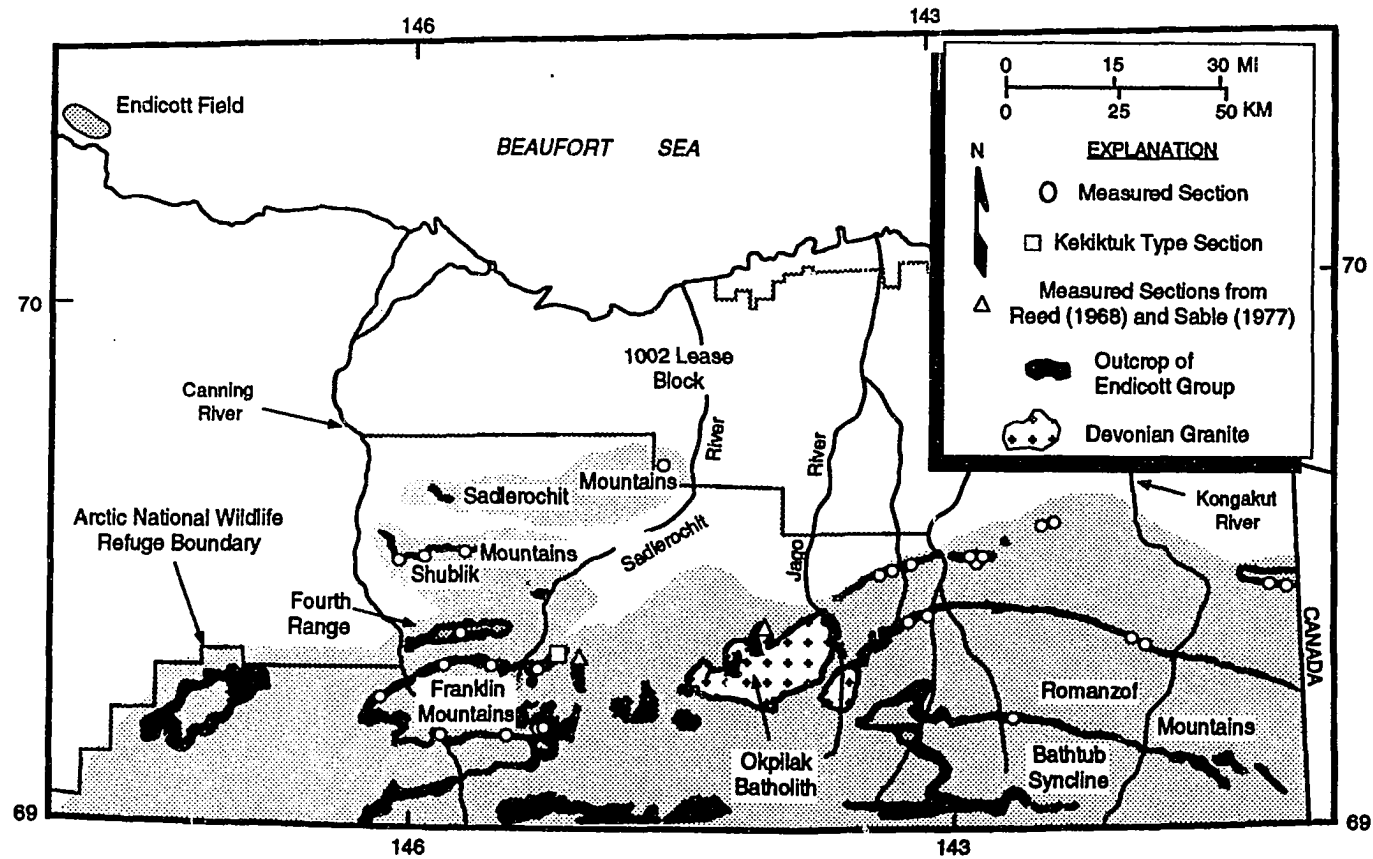 146
143
Endicott Field
BEAUFORT SEA
0 15 30 MI
0 25 50 KM
N
EXPLANATION
Measured Section
Kekiktuk Type Section
Measured Sections from
Reed (1968) and Sable (1977)
Outcrop of
Endicott Group
Devonian Granite
70
70
1002 Lease
Block
Canning
River
River
River
Mountains
Sadlerochit
Kongakut
River
Arctic National Wildlife
Refuge Boundary
Mountains
Shublik
Sadlerochit
Jago
Fourth
Range
CANADA
Franklin
Mountains
Romanzof
Mountains
Okpilak
Batholith
Bathtub
Syncline
69
69
146
143